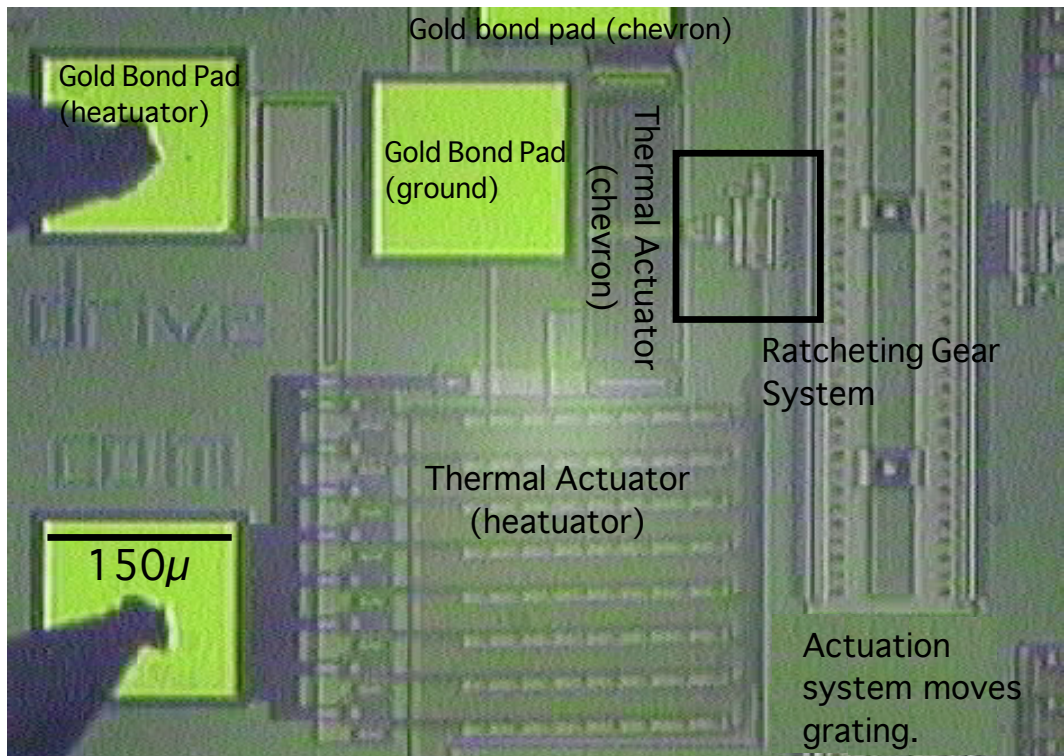 Gold bond pad (chevron)
Gold Bond Pad
(heatuator)
Gold Bond Pad
(ground)
Thermal Actuator
(chevron)
Ratcheting Gear
System
drive
Thermal Actuator
(heatuator)
150μ
Actuation
system moves
grating.